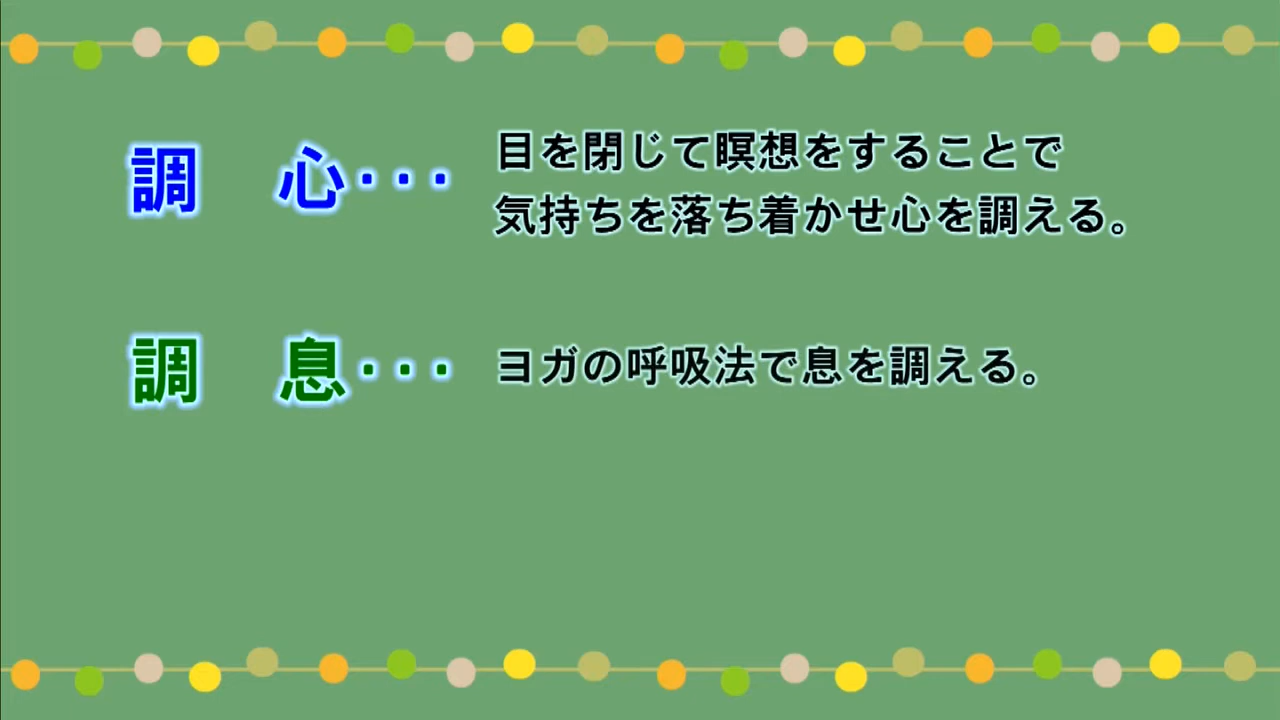 調　心･･･
目を閉じて瞑想をすることで
気持ちを落ち着かせ心を調える。
調　息･･･
ヨガの呼吸法で息を調える。